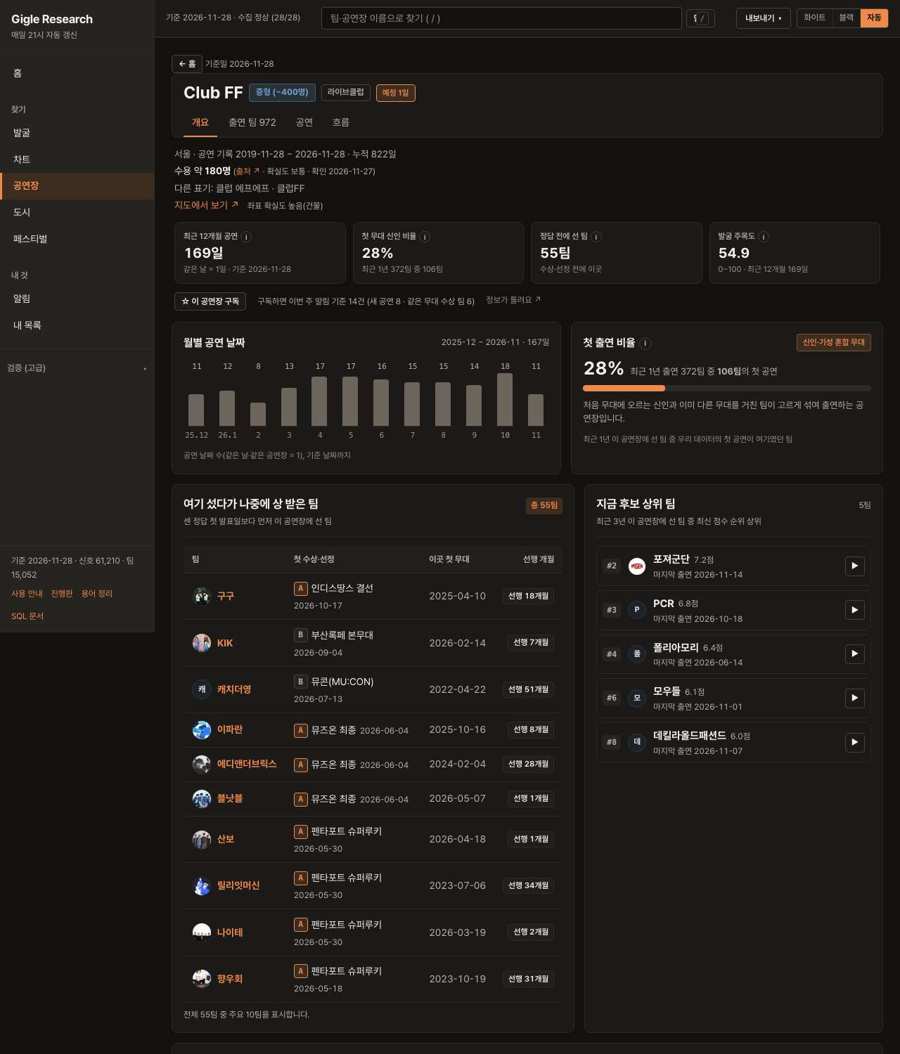 Gigle Research
매일 21시 자동 갱신
홈
찾기
발굴
차트
공연장
도시
페스티벌
내 것
알림
내 목록
검증 (고급)
기준 2026-11-28 · 신호 61,210 · 팀 15,052
사용 안내 진행판 용어 정리
SQL 문서
기준 2026-11-28 · 수집 정상 (28/28)
팀·공연장 이름으로 찾기 ( / )
내보내기
화이트 블랙 자동
← 홈 기준일 2026-11-28
Club FF 중형 (~400명) 라이브클럽 예정 1일
개요 출연 팀 972 공연 흐름
서울 · 공연 기록 2019-11-28 ~ 2026-11-28 · 누적 822일
수용 약 180명 (출처 ↗ · 확실도 보통 · 확인 2026-11-27)
다른 표기: 클럽 에프에프 · 클럽FF
지도에서 보기 ↗ 좌표 확실도 높음(건물)
최근 12개월 공연 i
169일
같은 날 = 1일 · 기준 2026-11-28
첫 무대 신인 비율 i
28%
최근 1년 372팀 중 106팀
정답 전에 선 팀 i
55팀
수상·선정 전에 이곳
발굴 주목도 i
54.9
0~100 · 최근 12개월 169일
☆ 이 공연장 구독 구독하면 이번 주 알림 기준 14건 (새 공연 8 · 같은 무대 수상 팀 6) 정보가 틀려요 ↗
월별 공연 날짜 2025-12 ~ 2026-11 · 167일
11 12 8 13 17 17 16 15 15 14 18 11
25.12 26.1 2 3 4 5 6 7 8 9 10 11
공연 날짜 수(같은 날·같은 공연장 = 1), 기준 날짜까지
첫 출연 비율 i 신인·기성 혼합 무대
28% 최근 1년 출연 372팀 중 106팀의 첫 공연
처음 무대에 오르는 신인과 이미 다른 무대를 거친 팀이 고르게 섞여 출연하는 공
연장입니다.
최근 1년 이 공연장에 선 팀 중 우리 데이터의 첫 공연이 여기였던 팀
여기 섰다가 나중에 상 받은 팀 총 55팀
센 정답 첫 발표일보다 먼저 이 공연장에 선 팀
팀 첫 수상·선정 이곳 첫 무대 선행 개월
구구 A 인디스땅스 결선 2026-10-17 2025-04-10 선행 18개월
KIK B 부산록페 본무대 2026-09-04 2026-02-14 선행 7개월
캐 캐치더영 B 뮤콘(MU:CON) 2026-07-13 2022-04-22 선행 51개월
이파란 A 뮤즈온 최종 2026-06-04 2025-10-16 선행 8개월
에디앤더브릭스 A 뮤즈온 최종 2026-06-04 2024-02-04 선행 28개월
블낫블 A 뮤즈온 최종 2026-06-04 2026-05-07 선행 1개월
산보 A 펜타포트 슈퍼루키 2026-05-30 2026-04-18 선행 1개월
릴리잇머신 A 펜타포트 슈퍼루키 2026-05-30 2023-07-06 선행 34개월
나이테 A 펜타포트 슈퍼루키 2026-05-30 2026-03-19 선행 2개월
향우회 A 펜타포트 슈퍼루키 2026-05-18 2023-10-19 선행 31개월
전체 55팀 중 주요 10팀을 표시합니다.
지금 후보 상위 팀 5팀
최근 3년 이 공연장에 선 팀 중 최신 점수 순위 상위
#2 포져군단 7.2점
마지막 출연 2026-11-14
#3 P PCR 6.8점
마지막 출연 2026-10-18
#4 폴 폴리아모리 6.4점
마지막 출연 2026-06-14
#6 모 모우들 6.1점
마지막 출연 2026-11-01
#8 데 데킬라올드패션드 6.0점
마지막 출연 2026-11-07